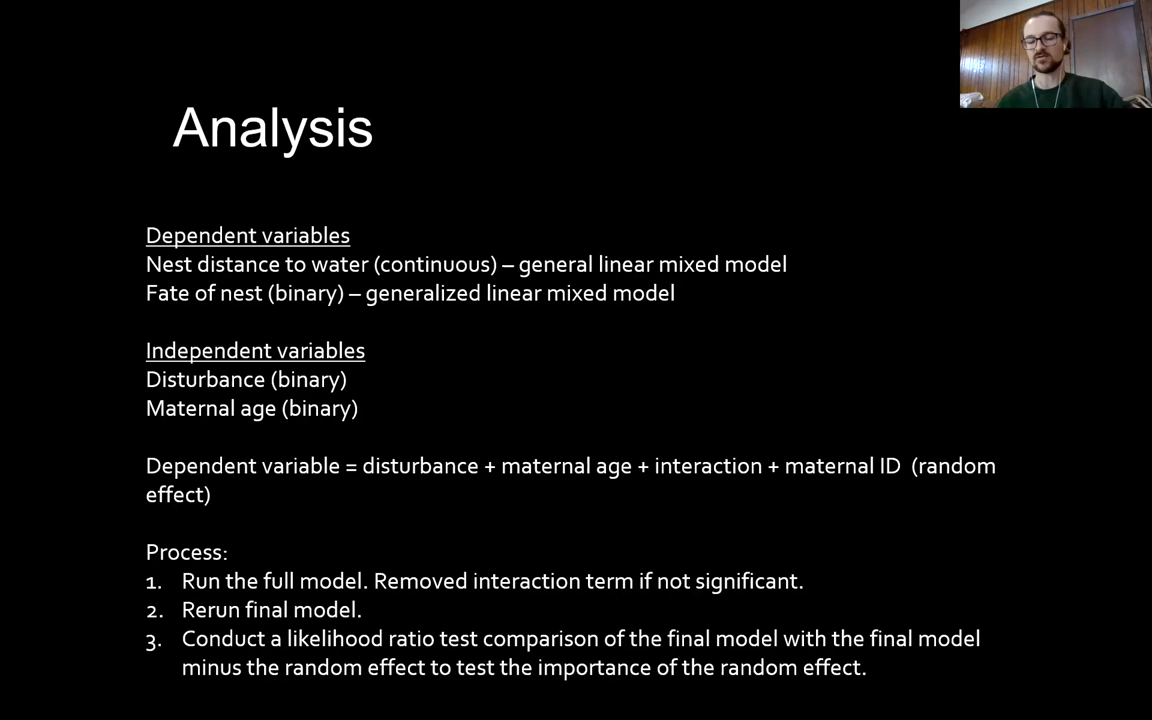 Analysis
Dependent variables
Nest distance to water (continuous) – general linear mixed model
Fate of nest (binary) – generalized linear mixed model
Independent variables
Disturbance (binary)
Maternal age (binary)
Dependent variable = disturbance + maternal age + interaction + maternal ID  (random
effect)
Process:
1. Run the full model. Removed interaction term if not significant.
2. Rerun final model.
3. Conduct a likelihood ratio test comparison of the final model with the final model
minus the random effect to test the importance of the random effect.